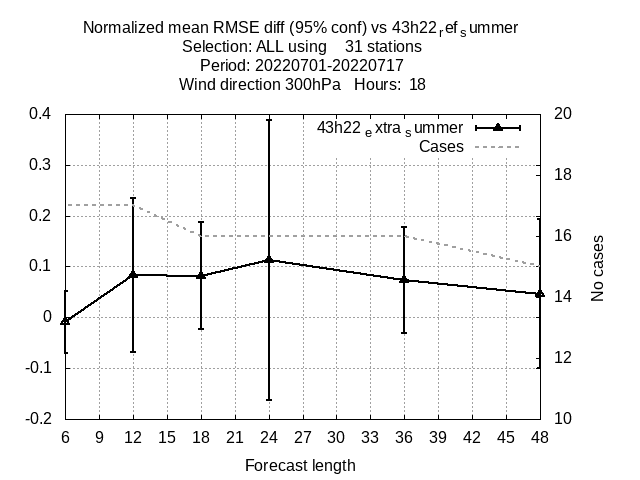 Normalized mean RMSE diff (95% conf) vs 43h22refsummer
Selection: ALL using 31 stations
Period: 20220701-20220717
Wind direction 300hPa Hours: 18
43h22extrasummer
Cases
0.4
0.3
0.2
0.1
0
-0.1
-0.2
20
18
16
14
12
10
No cases
6 9 12 15 18 21 24 27 30 33 36 39 42 45 48
Forecast length